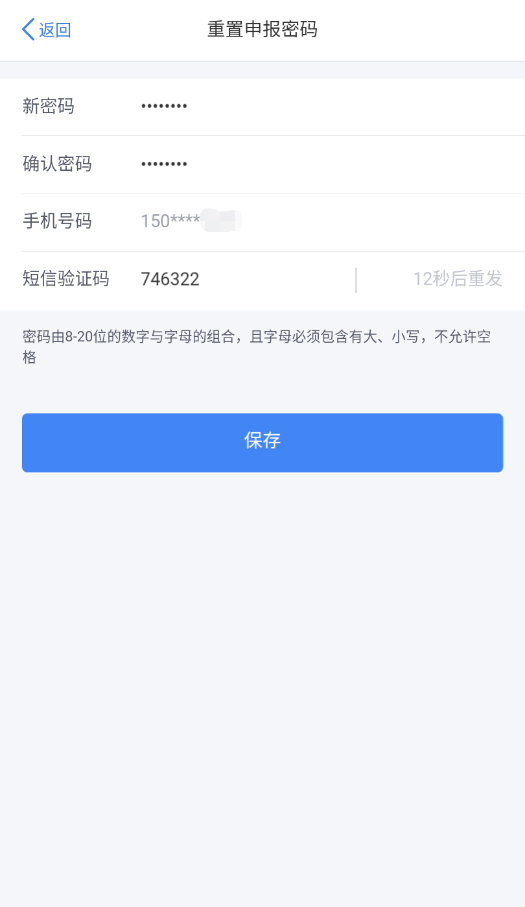 返回 重置申报密码
新密码 ••••••••
确认密码 ••••••••
手机号码 150****
短信验证码 746322 12秒后重发
密码由8-20位的数字与字母的组合，且字母必须包含有大、小写，不允许空
格
保存